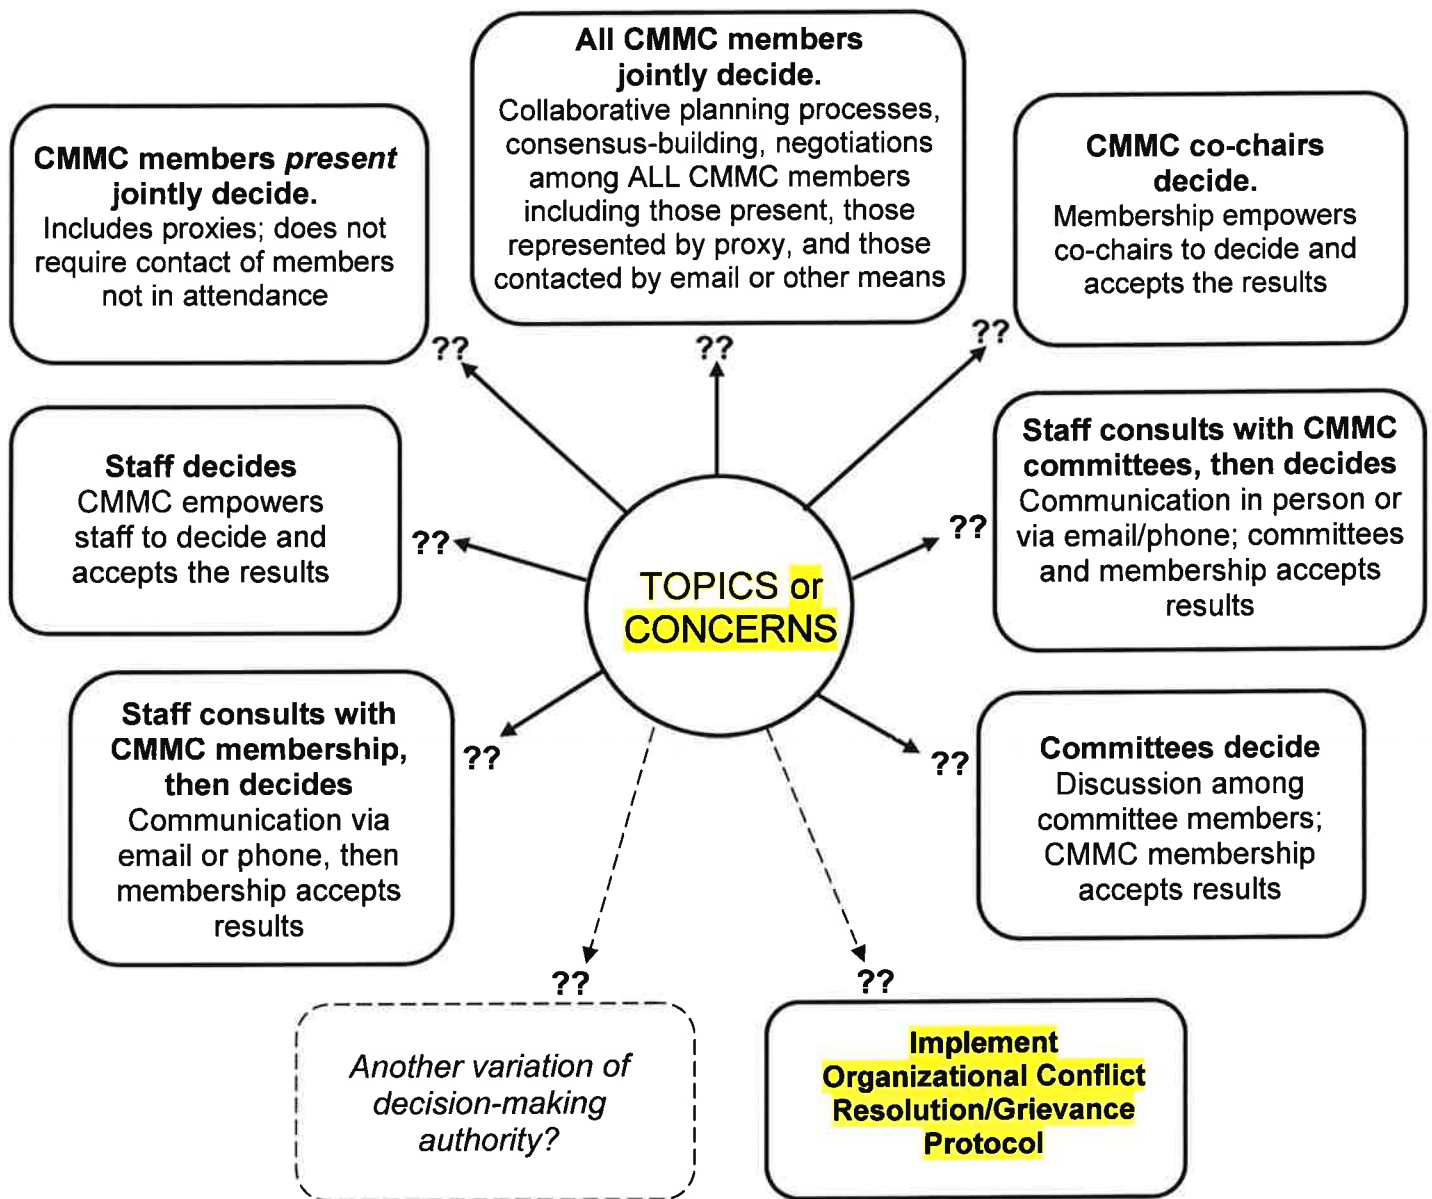 All CMMC members
jointly decide.
Collaborative planning processes,
consensus-building, negotiations
among ALL CMMC members
including those present, those
represented by proxy, and those
contacted by email or other means
CMMC members present
jointly decide.
Includes proxies; does not
require contact of members
not in attendance
CMMC co-chairs
decide.
Membership empowers
co-chairs to decide and
accepts the results
??
??
??
Staff decides
CMMC empowers
staff to decide and
accepts the results
??
TOPICS or
CONCERNS
??
Staff consults with CMMC
committees, then decides
Communication in person or
via email/phone; committees
and membership accepts
results
Staff consults with
CMMC membership,
then decides
Communication via
email or phone, then
membership accepts
results
??
??
Committees decide
Discussion among
committee members;
CMMC membership
accepts results
??
??
Another variation of
decision-making
authority?
Implement
Organizational Conflict
Resolution/Grievance
Protocol